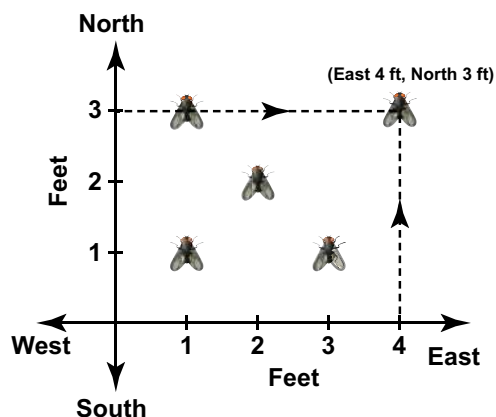 North
(East 4 ft, North 3 ft)
3
2
Feet
1
West
1 2 3 4
East
Feet
South